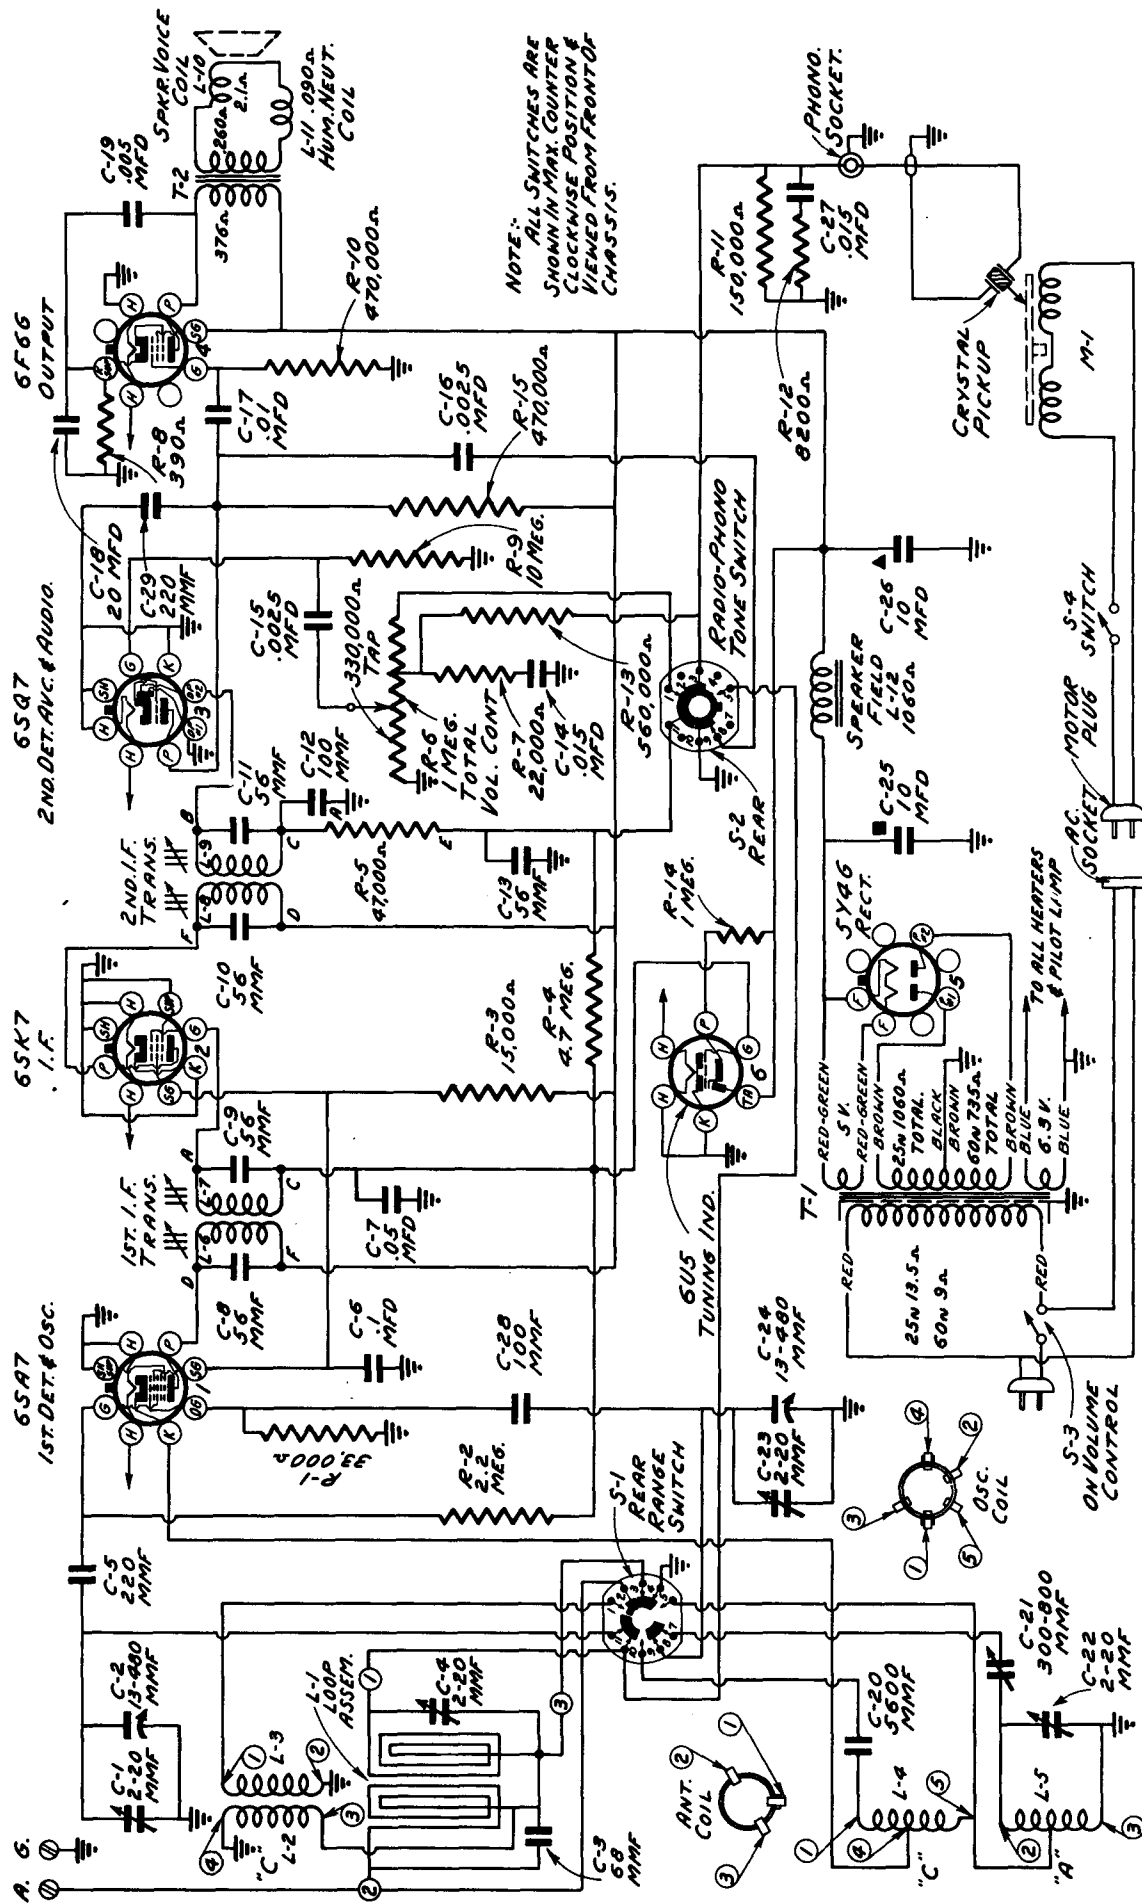 A.
G.
C-1
2-20
MMF
C-2
13-480
MMF
C-5
220
MMF
6SA7
1ST.DET.& OSC.
1ST. I.F.
TRANS.
6SK7
I.F.
2ND. I.F.
TRANS.
6SQ7
2ND.DET.AVC.& AUDIO.
6F6G
OUTPUT
C-18
20 MFD
C-29
220
MMF
R-8
390Ω
C-19
.005
MFD
T-2
376Ω
SPKR.VOICE
COIL
L-10
.260Ω
2.1Ω
L-11 .090Ω
HUM.NEUT.
COIL
C-17
.01
MFD
R-10
470,000Ω
C-16
.0025
MFD
R-15
470,000Ω
R-9
10 MEG.
C-15
.0025
MFD
330,000Ω
TAP
R-6
1 MEG.
TOTAL
VOL. CONT.
R-7
22,000Ω
C-14
.015
MFD
R-13
560,000Ω
C-12
100
MMF
C-11
56
MMF
L-9
L-8
C-10
56
MMF
R-5
47,000Ω
C-13
56
MMF
R-3
15,000Ω
R-4
4.7 MEG.
C-9
56
MMF
L-7
L-6
C-8
56
MMF
C-7
.05
MFD
C-6
.1
MFD
C-28
100
MMF
R-1
33,000Ω
R-2
2.2
MEG.
"C"
L-2
L-3
L-1
LOOP
ASSEM.
C-4
2-20
MMF
C-3
68
MMF
S-1
REAR
RANGE
SWITCH
ANT.
COIL
C-20
5600
MMF
L-4
"C"
L-5
"A"
C-21
300-800
MMF
C-22
2-20
MMF
C-23
2-20
MMF
C-24
13-480
MMF
OSC.
COIL
6U5
TUNING IND.
R-14
1 MEG.
S-2
REAR
RADIO-PHONO
TONE SWITCH
NOTE:-
ALL SWITCHES ARE
SHOWN IN MAX. COUNTER
CLOCKWISE POSITION &
VIEWED FROM FRONT OF
CHASSIS.
R-11
150,000Ω
R-12
8200Ω
C-27
.015
MFD
PHONO.
SOCKET.
CRYSTAL
PICKUP
M-1
S-4
SWITCH
MOTOR
PLUG
A.C.
SOCKET
SPEAKER
FIELD
L-12
1060Ω
C-26
10
MFD
C-25
10
MFD
5Y4G
RECT.
TO ALL HEATERS
& PILOT LAMP
T-1
RED-GREEN
5 V.
RED-GREEN
BROWN
25~ 1060Ω
TOTAL.
BLACK
BROWN
60~ 735Ω
TOTAL
BROWN
BLUE
6.3 V.
BLUE
RED
25~ 13.5Ω
60~ 9Ω
RED
S-3
ON VOLUME
CONTROL